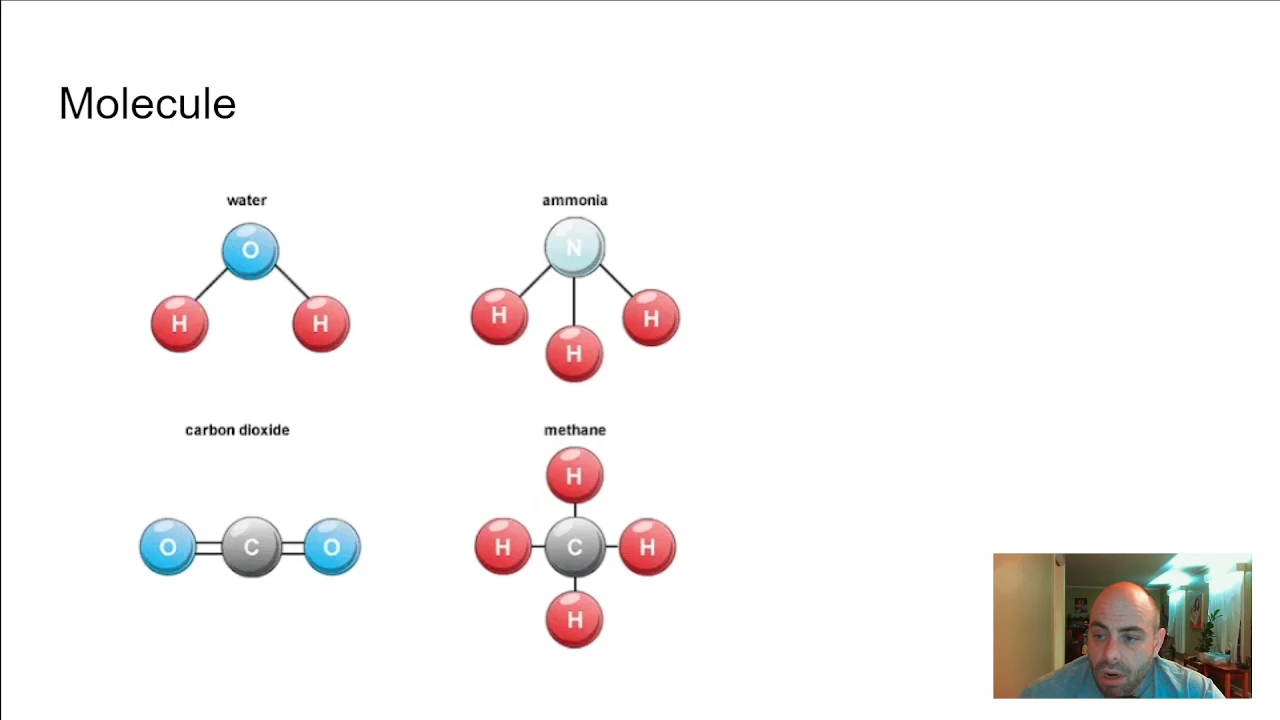 Molecule
water
O
H H
ammonia
N
H H
H
carbon dioxide
O C O
methane
H
H C H
H